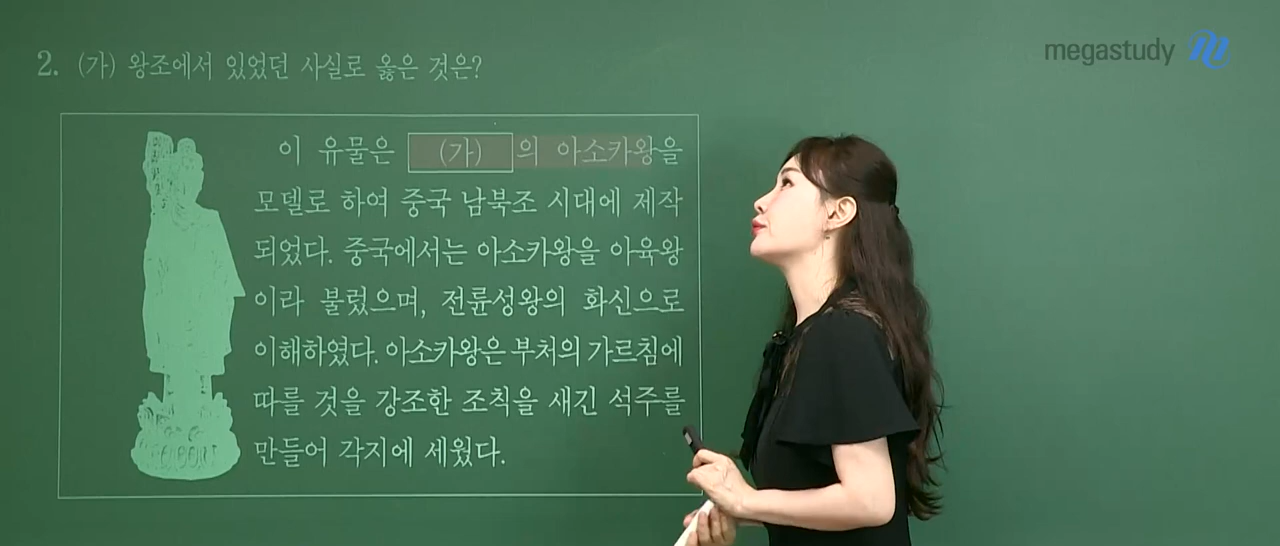 2. (가) 왕조에서 있었던 사실로 옳은 것은?
megastudy
이 유물은 (가) 의 아소카왕을
모델로 하여 중국 남북조 시대에 제작
되었다. 중국에서는 아소카왕을 아육왕
이라 불렀으며, 전륜성왕의 화신으로
이해하였다. 아소카왕은 부처의 가르침에
따를 것을 강조한 조칙을 새긴 석주를
만들어 각지에 세웠다.